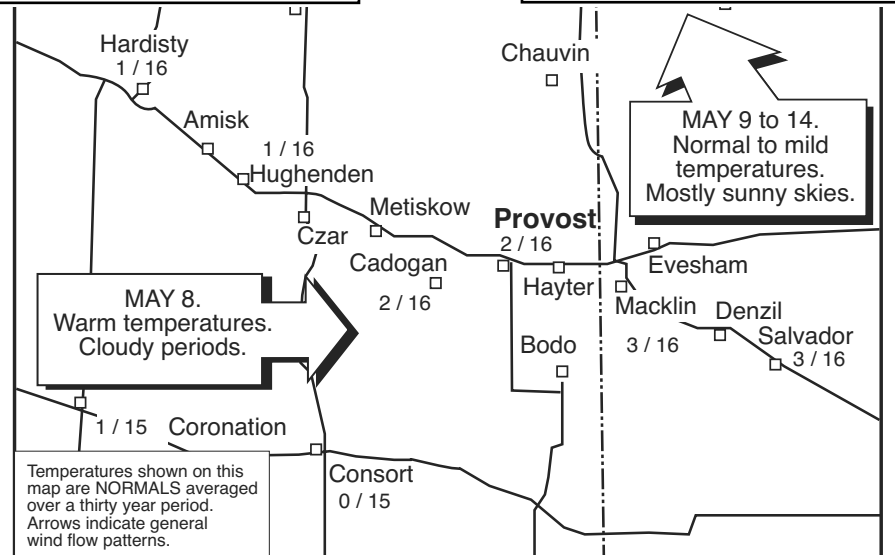 Hardisty
1 / 16
Chauvin
Amisk
1 / 16
Hughenden
MAY 9 to 14.
Normal to mild
temperatures.
Mostly sunny skies.
Metiskow
Provost
2 / 16
Czar
Cadogan
2 / 16
Hayter
Evesham
Macklin
3 / 16
Denzil
Salvador
3 / 16
MAY 8.
Warm temperatures.
Cloudy periods.
Bodo
1 / 15
Coronation
Consort
0 / 15
Temperatures shown on this
map are NORMALS averaged
over a thirty year period.
Arrows indicate general
wind flow patterns.